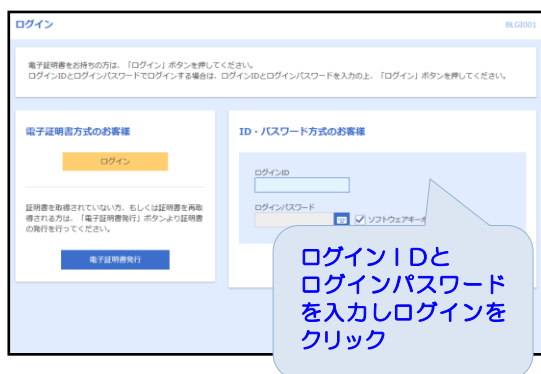 ログイン
BLGI001
電子証明書をお持ちの方は、「ログイン」ボタンを押してください。
ログインIDとログインパスワードでログインする場合は、ログインIDとログインパスワードを入力の上、「ログイン」ボタンを押してください。
電子証明書方式のお客様
ログイン
証明書を取得されていない方、もしくは証明書を再取
得される方は、「電子証明書発行」ボタンより証明書
の発行を行ってください。
電子証明書発行
ID・パスワード方式のお客様
ログインID
ログインパスワード
ソフトウェアキーボ
ログインIDと
ログインパスワード
を入力しログインを
クリック